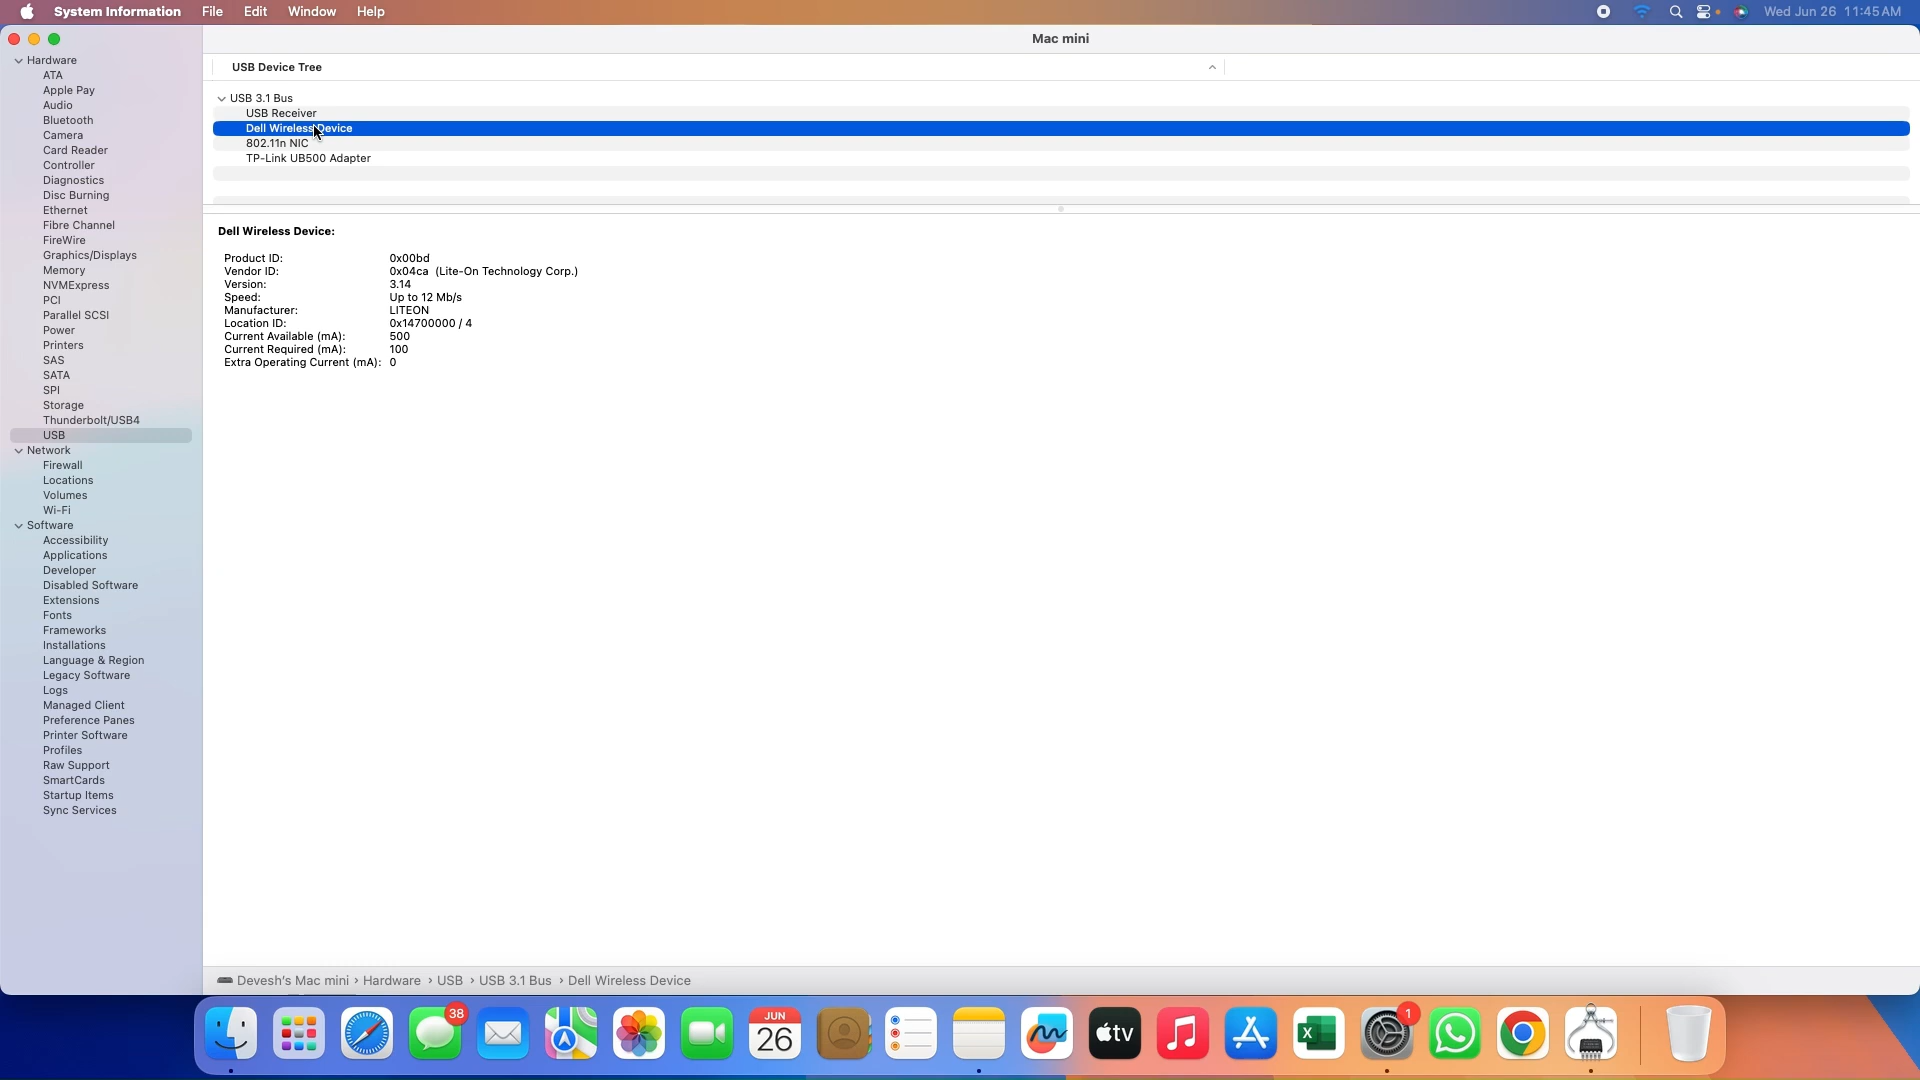 System Information File Edit Window Help Wed Jun 26 11:45 AM
Mac mini
USB Device Tree
USB 3.1 Bus
USB Receiver
Dell Wireless Device
802.11n NIC
TP-Link UB500 Adapter
Hardware
ATA
Apple Pay
Audio
Bluetooth
Camera
Card Reader
Controller
Diagnostics
Disc Burning
Ethernet
Fibre Channel
FireWire
Graphics/Displays
Memory
NVMExpress
PCI
Parallel SCSI
Power
Printers
SAS
SATA
SPI
Storage
Thunderbolt/USB4
USB
Network
Firewall
Locations
Volumes
Wi-Fi
Software
Accessibility
Applications
Developer
Disabled Software
Extensions
Fonts
Frameworks
Installations
Language & Region
Legacy Software
Logs
Managed Client
Preference Panes
Printer Software
Profiles
Raw Support
SmartCards
Startup Items
Sync Services
Dell Wireless Device:
Product ID: 0x00bd
Vendor ID: 0x04ca (Lite-On Technology Corp.)
Version: 3.14
Speed: Up to 12 Mb/s
Manufacturer: LITEON
Location ID: 0x14700000 / 4
Current Available (mA): 500
Current Required (mA): 100
Extra Operating Current (mA): 0
Devesh's Mac mini › Hardware › USB › USB 3.1 Bus › Dell Wireless Device
38
JUN
26
tv
X
1